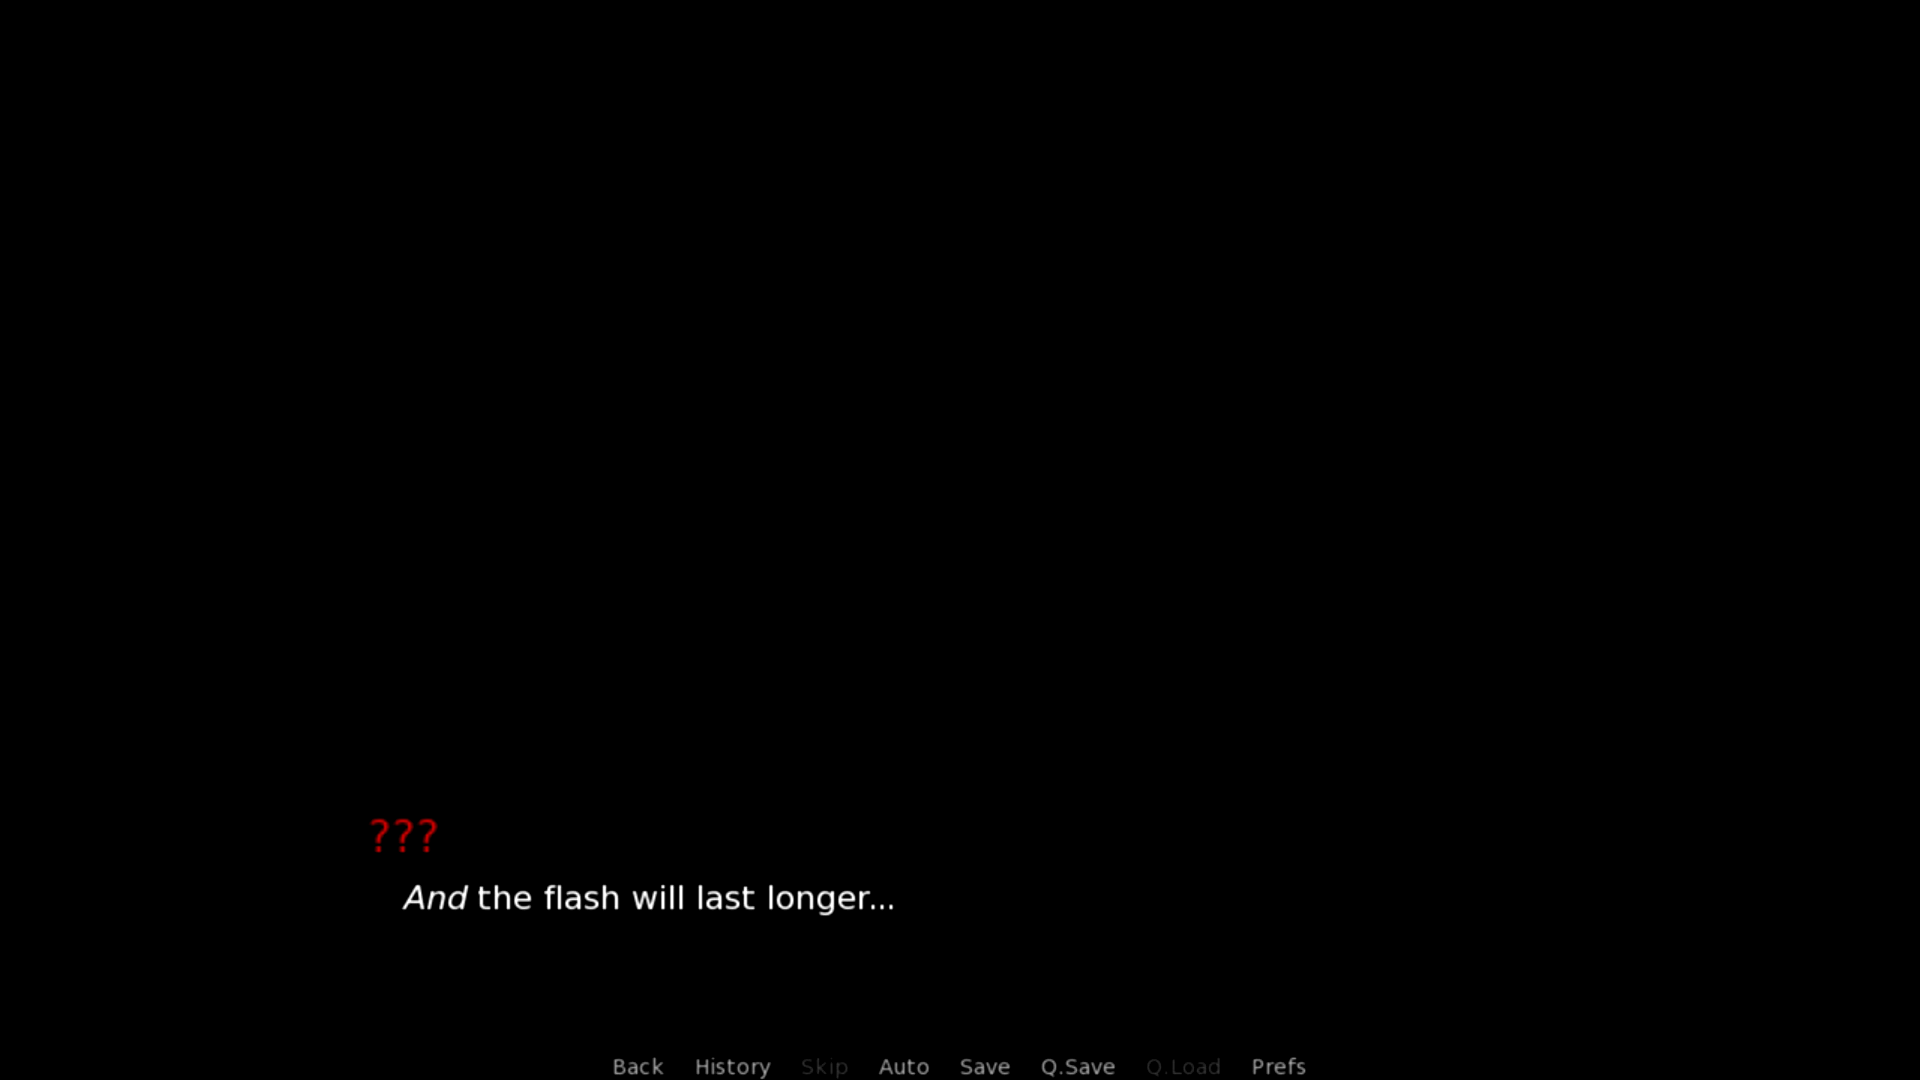 ???
And the flash will last longer...
Back History Skip Auto Save Q.Save Q.Load Prefs